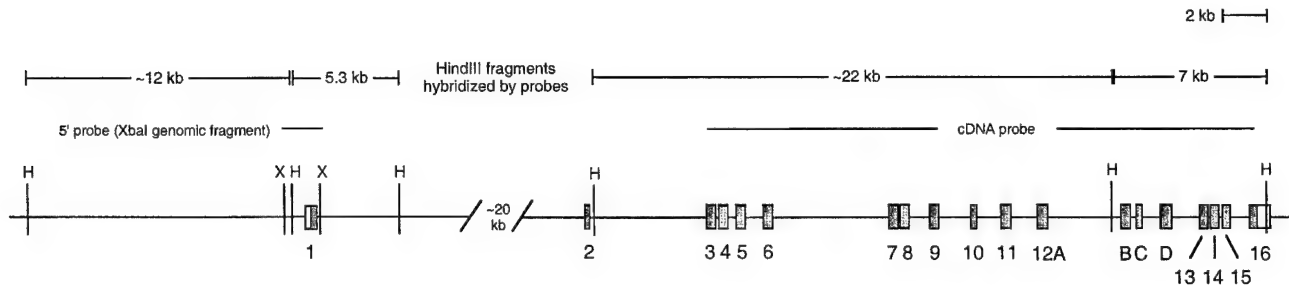 2 kb
~12 kb
5.3 kb
HindIII fragments
hybridized by probes
~22 kb
7 kb
5' probe (XbaI genomic fragment)
cDNA probe
H
X H X
H
H
H
H
~20
kb
1
2
3 4 5 6
7 8 9 10 11 12A
B C D
16
13 14 15